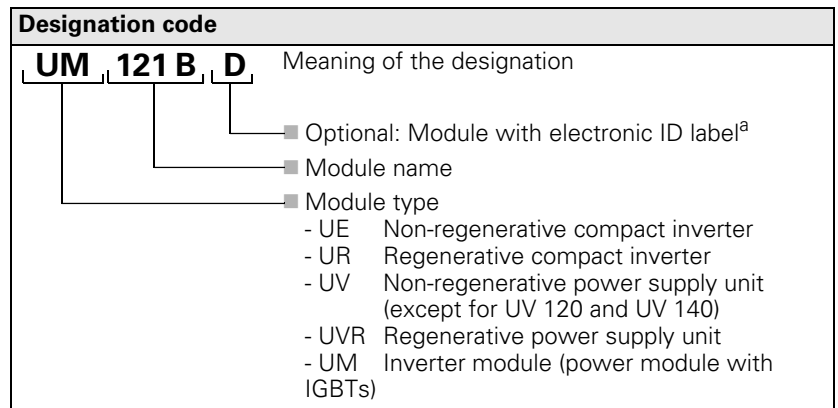 Designation code
UM 121 B D Meaning of the designation
■ Optional: Module with electronic ID labelᵃ
■ Module name
■ Module type
- UE Non-regenerative compact inverter
- UR Regenerative compact inverter
- UV Non-regenerative power supply unit
(except for UV 120 and UV 140)
- UVR Regenerative power supply unit
- UM Inverter module (power module with
IGBTs)